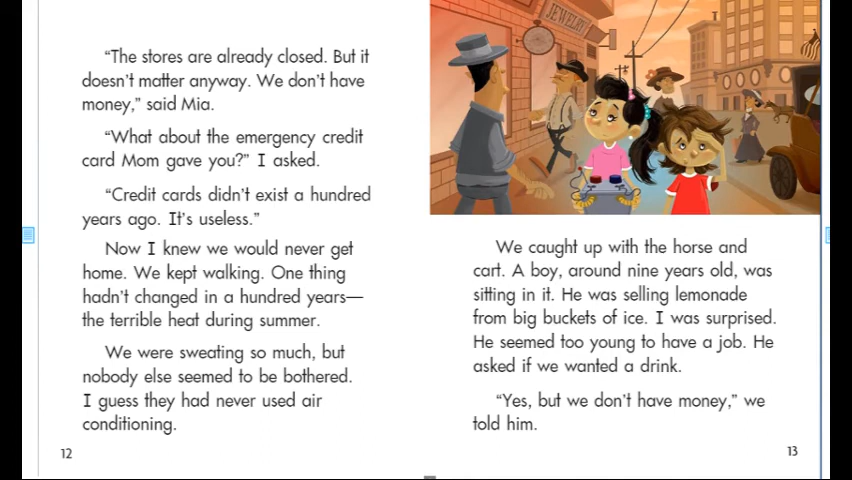 “The stores are already closed. But it
doesn’t matter anyway. We don’t have
money,” said Mia.
“What about the emergency credit
card Mom gave you?” I asked.
“Credit cards didn’t exist a hundred
years ago. It’s useless.”
Now I knew we would never get
home. We kept walking. One thing
hadn’t changed in a hundred years—
the terrible heat during summer.
We were sweating so much, but
nobody else seemed to be bothered.
I guess they had never used air
conditioning.
12
JEWELRY
We caught up with the horse and
cart. A boy, around nine years old, was
sitting in it. He was selling lemonade
from big buckets of ice. I was surprised.
He seemed too young to have a job. He
asked if we wanted a drink.
“Yes, but we don’t have money,” we
told him.
13